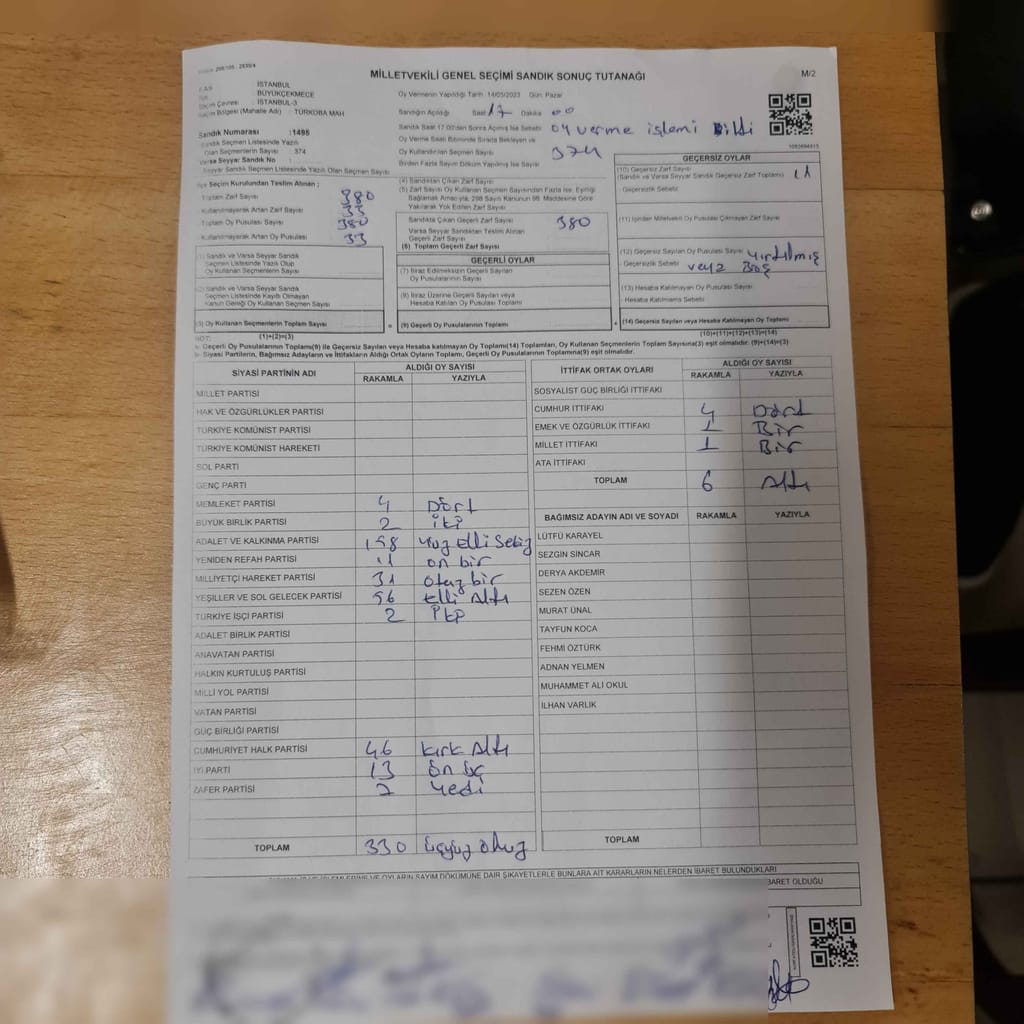 MİLLETVEKİLİ GENEL SEÇİMİ SANDIK SONUÇ TUTANAĞI
M/2
İSTANBUL
BÜYÜKÇEKMECE
Seçim Çevresi : İSTANBUL-3
Seçim Bölgesi (Mahalle Adı) : TÜRKOBA MAH
Sandık Numarası :1495
Sandık Seçmen Listesinde Yazılı
Olan Seçmenlerin Sayısı : 374
Varsa Seyyar Sandık No :
Seyyar Sandık Seçmen Listesinde Yazılı Olan Seçmen Sayısı
Oy Vermenin Yapıldığı Tarih :14/05/2023 Gün :Pazar
Sandığın Açıldığı Saat 17 Dakika 00
Sandık Saat 17.00'den Sonra Açılmış İse Sebebi oy verme işlemi Bitti
Oy Verme Saati Bitiminde Sırada Bekleyen ve
Oy Kullandırılan Seçmen Sayısı 374
Birden Fazla Sayım Döküm Yapılmış İse Sayısı
İlçe Seçim Kurulundan Teslim Alınan :
Toplam Zarf Sayısı 380
Kullanılmayarak Artan Zarf Sayısı 33
Toplam Oy Pusulası Sayısı 380
Kullanılmayarak Artan Oy Pusulası 33
(1) Sandık ve Varsa Seyyar Sandık
Seçmen Listesinde Yazılı Olup
Oy Kullanan Seçmenlerin Sayısı
(2) Sandık ve Varsa Seyyar Sandık
Seçmen Listesinde Kaydı Olmayan
Kanun Gereği Oy Kullanan Seçmen Sayısı
(3) Oy Kullanan Seçmenlerin Toplam Sayısı
(1)+(2)=(3)
(4) Sandıktan Çıkan Zarf Sayısı
(5) Zarf Sayısı Oy Kullanan Seçmen Sayısından Fazla İse, Eşitliği
Sağlamak Amacıyla, 298 Sayılı Kanunun 98. Maddesine Göre
Yakılarak Yok Edilen Zarf Sayısı
Sandıkta Çıkan Geçerli Zarf Sayısı 380
Varsa Seyyar Sandıktan Teslim Alınan
Geçerli Zarf Sayısı
(6) Toplam Geçerli Zarf Sayısı
GEÇERLİ OYLAR
(7) İtiraz Edilmeksizin Geçerli Sayılan
Oy Pusulalarının Sayısı
(8) İtiraz Üzerine Geçerli Sayılan veya
Hesaba Katılan Oy Pusulası Toplamı
= (9) Geçerli Oy Pusulalarının Toplamı
GEÇERSİZ OYLAR
(10) Geçersiz Zarf Sayısı
(Sandık ve Varsa Seyyar Sandık Geçersiz Zarf Toplamı) 11
Geçersizlik Sebebi
(11) İçinden Milletvekili Oy Pusulası Çıkmayan Zarf Sayısı
(12) Geçersiz Sayılan Oy Pusulası Sayısı yırtılmış
Geçersizlik Sebebi veya Boş
(13) Hesaba Katılmayan Oy Pusulası Sayısı
Hesaba Katılmama Sebebi
+ (14) Geçersiz Sayılan veya Hesaba Katılmayan Oy Toplamı
(10)+(11)+(12)+(13)=(14)
NOT:
a- Geçerli Oy Pusulalarının Toplamı(9) ile Geçersiz Sayılan veya Hesaba katılmayan Oy Toplamı(14) Toplamları, Oy Kullanan Seçmenlerin Toplam Sayısına(3) eşit olmalıdır. (9)+(14)=(3)
b- Siyasi Partilerin, Bağımsız Adayların ve İttifakların Aldığı Ortak Oyların Toplamı, Geçerli Oy Pusulalarının Toplamına(9) eşit olmalıdır.
SİYASİ PARTİNİN ADI ALDIĞI OY SAYISI
RAKAMLA YAZIYLA
MİLLET PARTİSİ
HAK VE ÖZGÜRLÜKLER PARTİSİ
TÜRKİYE KOMÜNİST PARTİSİ
TÜRKİYE KOMÜNİST HAREKETİ
SOL PARTİ
GENÇ PARTİ
MEMLEKET PARTİSİ 4 Dört
BÜYÜK BİRLİK PARTİSİ 2 iki
ADALET VE KALKINMA PARTİSİ 158 Yüz Elli Sekiz
YENİDEN REFAH PARTİSİ 11 on bir
MİLLİYETÇİ HAREKET PARTİSİ 31 otuz bir
YEŞİLLER VE SOL GELECEK PARTİSİ 56 elli Altı
TÜRKİYE İŞÇİ PARTİSİ 2 iki
ADALET BİRLİK PARTİSİ
ANAVATAN PARTİSİ
HALKIN KURTULUŞ PARTİSİ
MİLLİ YOL PARTİSİ
VATAN PARTİSİ
GÜÇ BİRLİĞİ PARTİSİ
CUMHURİYET HALK PARTİSİ 46 kırk Altı
İYİ PARTİ 13 on üç
ZAFER PARTİSİ 7 Yedi
TOPLAM 330 üçyüz otuz
İTTİFAK ORTAK OYLARI ALDIĞI OY SAYISI
RAKAMLA YAZIYLA
SOSYALİST GÜÇ BİRLİĞİ İTTİFAKI
CUMHUR İTTİFAKI 4 Dört
EMEK VE ÖZGÜRLÜK İTTİFAKI 1 Bir
MİLLET İTTİFAKI 1 Bir
ATA İTTİFAKI
TOPLAM 6 Altı
BAĞIMSIZ ADAYIN ADI VE SOYADI RAKAMLA YAZIYLA
LÜTFÜ KARAYEL
SEZGİN SİNCAR
DERYA AKDEMİR
SEZEN ÖZEN
MURAT ÜNAL
TAYFUN KOCA
FEHMİ ÖZTÜRK
ADNAN YELMEN
MUHAMMET ALİ OKUL
İLHAN VARLIK
TOPLAM
OYLARIN SAYIM DÖKÜMÜNE DAİR ŞİKAYETLERLE BUNLARA AİT KARARLARIN NELERDEN İBARET BULUNDUKLARI
BARET OLDUĞU